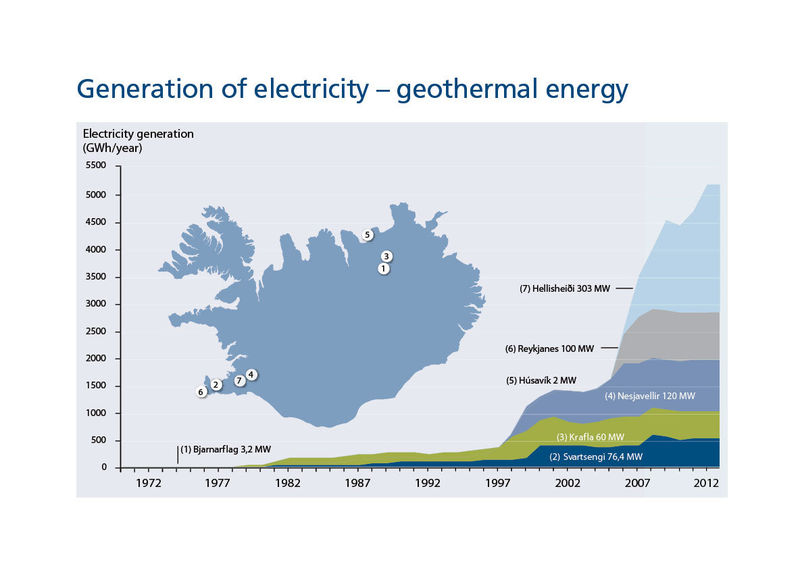 Generation of electricity – geothermal energy
Electricity generation
(GWh/year)
5500
5000
4500
4000
3500
3000
2500
2000
1500
1000
500
0
5
3
1
4
7
2
6
(7) Hellisheiði 303 MW
(6) Reykjanes 100 MW
(5) Húsavík 2 MW
(4) Nesjavellir 120 MW
(3) Krafla 60 MW
(2) Svartsengi 76,4 MW
(1) Bjarnarflag 3,2 MW
1972 1977 1982 1987 1992 1997 2002 2007 2012